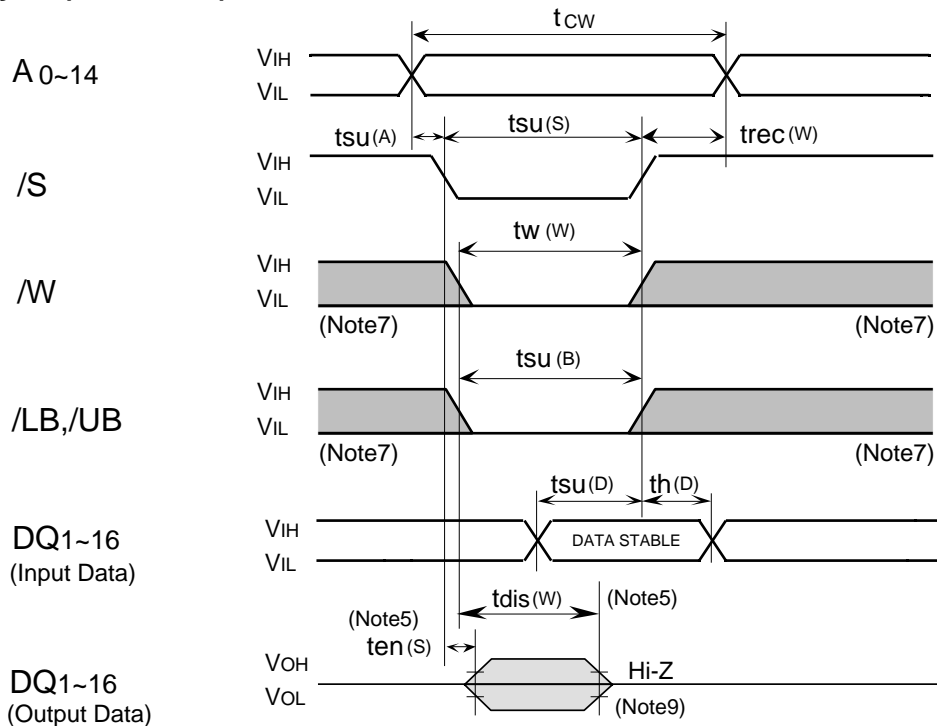 tCW
A 0~14
VIH
VIL
tsu(A)
tsu(S)
trec(W)
/S
VIH
VIL
tw (W)
/W
VIH
VIL
(Note7)
(Note7)
tsu (B)
/LB,/UB
VIH
VIL
(Note7)
(Note7)
tsu(D)
th(D)
DQ1~16
(Input Data)
VIH
VIL
DATA STABLE
tdis(W)
(Note5)
(Note5)
ten(S)
DQ1~16
(Output Data)
VOH
VOL
Hi-Z
(Note9)